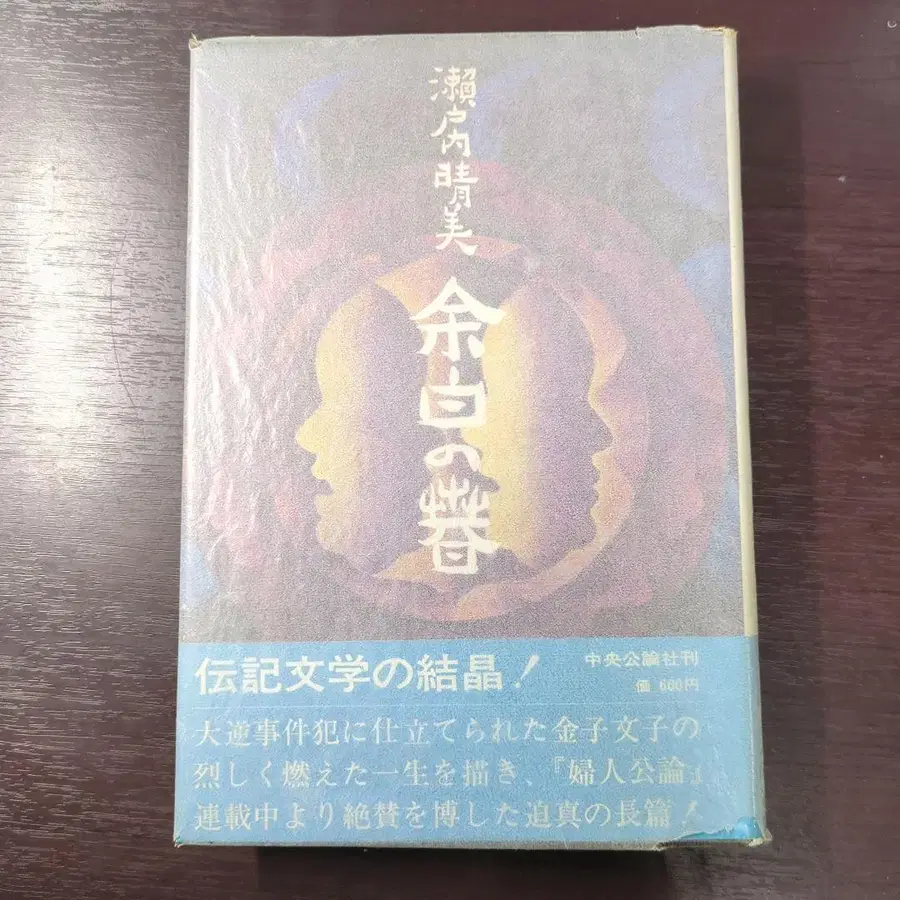 瀬戸内晴美
余白の春
伝記文学の結晶！
中央公論社刊
価 600円
大逆事件犯に仕立てられた金子文子の
烈しく燃えた一生を描き、『婦人公論』
連載中より絶賛を博した迫真の長篇！